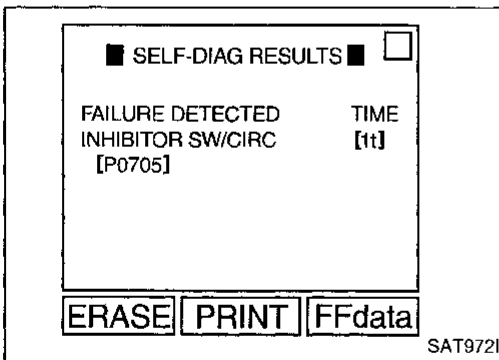 ■ SELF-DIAG RESULTS ■
FAILURE DETECTED TIME
INHIBITOR SW/CIRC [1t]
[P0705]
ERASE PRINT FFdata
SAT972I